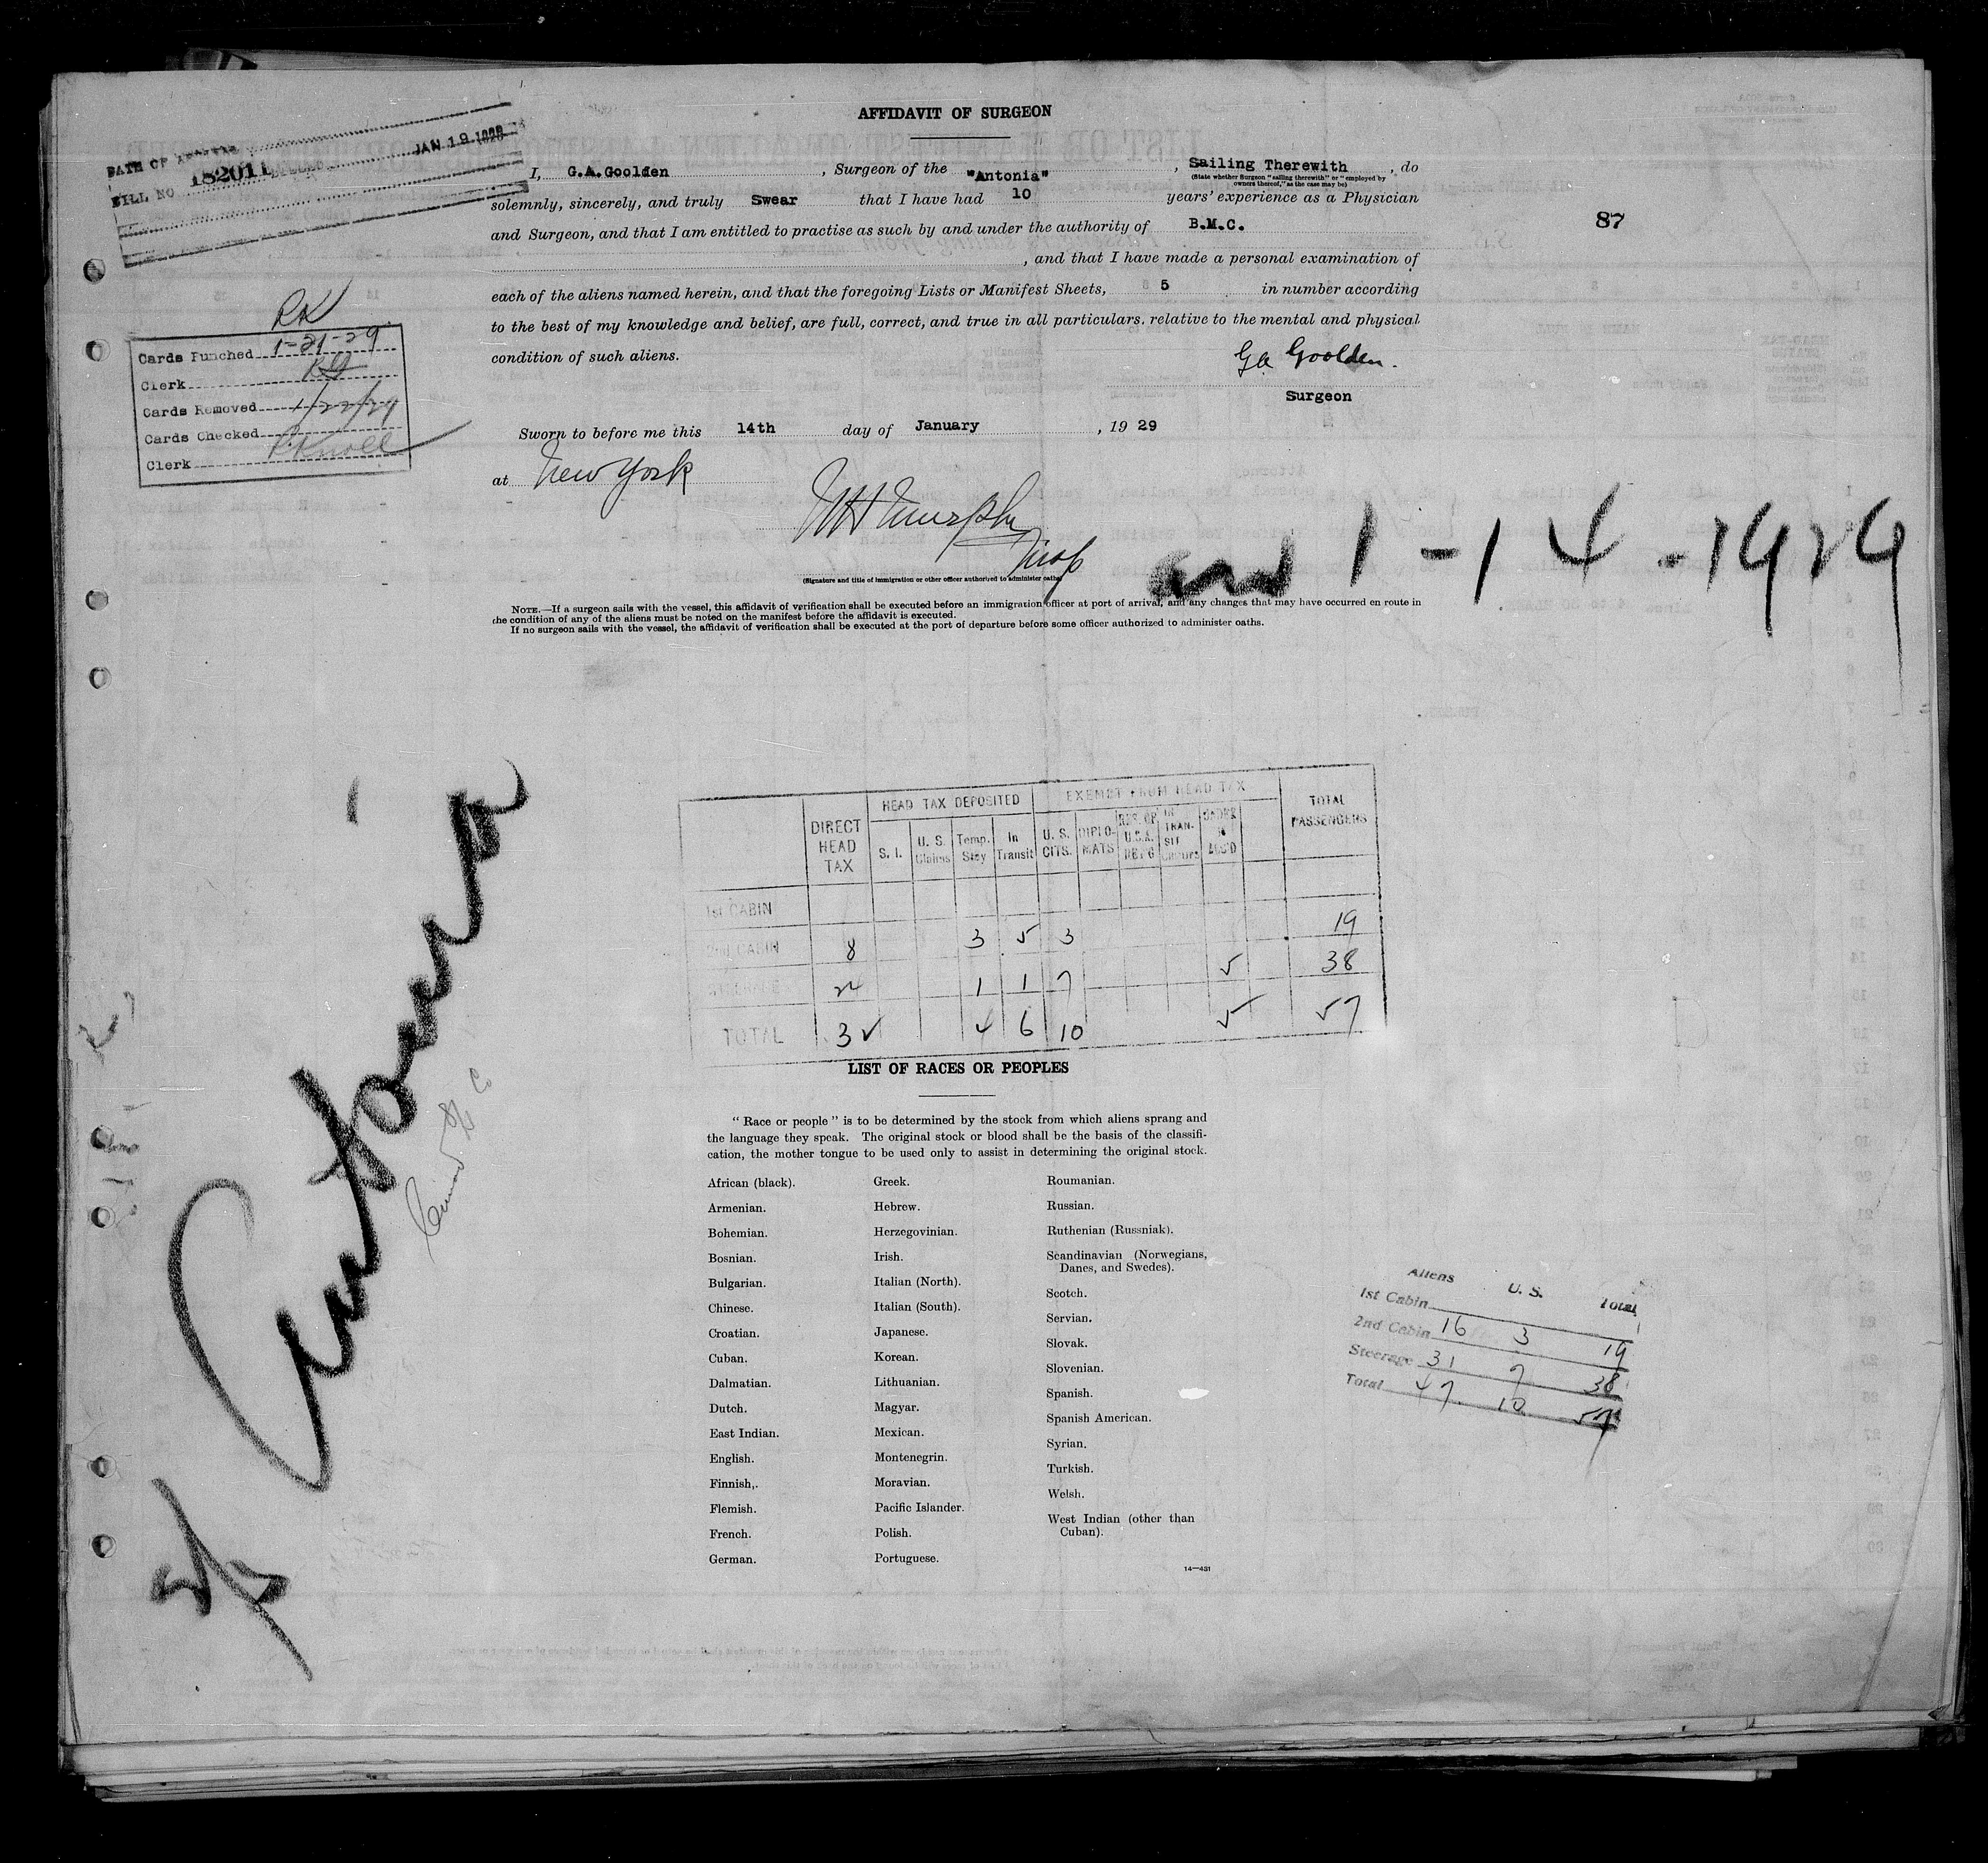 AFFIDAVIT OF SURGEON
JAN 19 1929
BILL NO 182011
I, G.A.Goolden, Surgeon of the "Antonia", Sailing Therewith, do
(State whether Surgeon "sailing therewith" or "employed by
owners thereof," as the case may be)
solemnly, sincerely, and truly Swear that I have had 10 years' experience as a Physician
and Surgeon, and that I am entitled to practise as such by and under the authority of B.M.C.
87
, and that I have made a personal examination of
each of the aliens named herein, and that the foregoing Lists or Manifest Sheets, 5 in number according
to the best of my knowledge and belief, are full, correct, and true in all particulars. relative to the mental and physical
condition of such aliens.
Ga Goolden.
Surgeon
Sworn to before me this 14th day of January, 19 29
at New York
(Signature and title of immigration or other officer authorized to administer oaths)
RK
Cards Punched 1-21-29
Clerk RK
Cards Removed 1/22/29
Cards Checked
Clerk
arr 1-14-1929
NOTE.—If a surgeon sails with the vessel, this affidavit of verification shall be executed before an immigration officer at port of arrival, and any changes that may have occurred en route in
the condition of any of the aliens must be noted on the manifest before the affidavit is executed.
If no surgeon sails with the vessel, the affidavit of verification shall be executed at the port of departure before some officer authorized to administer oaths.
HEAD TAX DEPOSITED EXEMPT FROM HEAD TAX
DIRECT HEAD TAX S. I. U. S. Claims Temp. Stay In Transit U. S. CITS. DIPLO-MATS TOTAL PASSENGERS
1st CABIN
2nd CABIN 8 3 5 3 19
STEERAGE 24 1 1 7 5 38
TOTAL 32 4 6 10 5 57
Antonia
LIST OF RACES OR PEOPLES
"Race or people" is to be determined by the stock from which aliens sprang and
the language they speak. The original stock or blood shall be the basis of the classifi-
cation, the mother tongue to be used only to assist in determining the original stock.
African (black).
Armenian.
Bohemian.
Bosnian.
Bulgarian.
Chinese.
Croatian.
Cuban.
Dalmatian.
Dutch.
East Indian.
English.
Finnish,.
Flemish.
French.
German.
Greek.
Hebrew.
Herzegovinian.
Irish.
Italian (North).
Italian (South).
Japanese.
Korean.
Lithuanian.
Magyar.
Mexican.
Montenegrin.
Moravian.
Pacific Islander.
Polish.
Portuguese.
Roumanian.
Russian.
Ruthenian (Russniak).
Scandinavian (Norwegians,
Danes, and Swedes).
Scotch.
Servian.
Slovak.
Slovenian.
Spanish.
Spanish American.
Syrian.
Turkish.
Welsh.
West Indian (other than
Cuban).
14—431
Aliens U. S. Total
1st Cabin
2nd Cabin 16 3 19
Steerage 31 7 38
Total 47 10 57